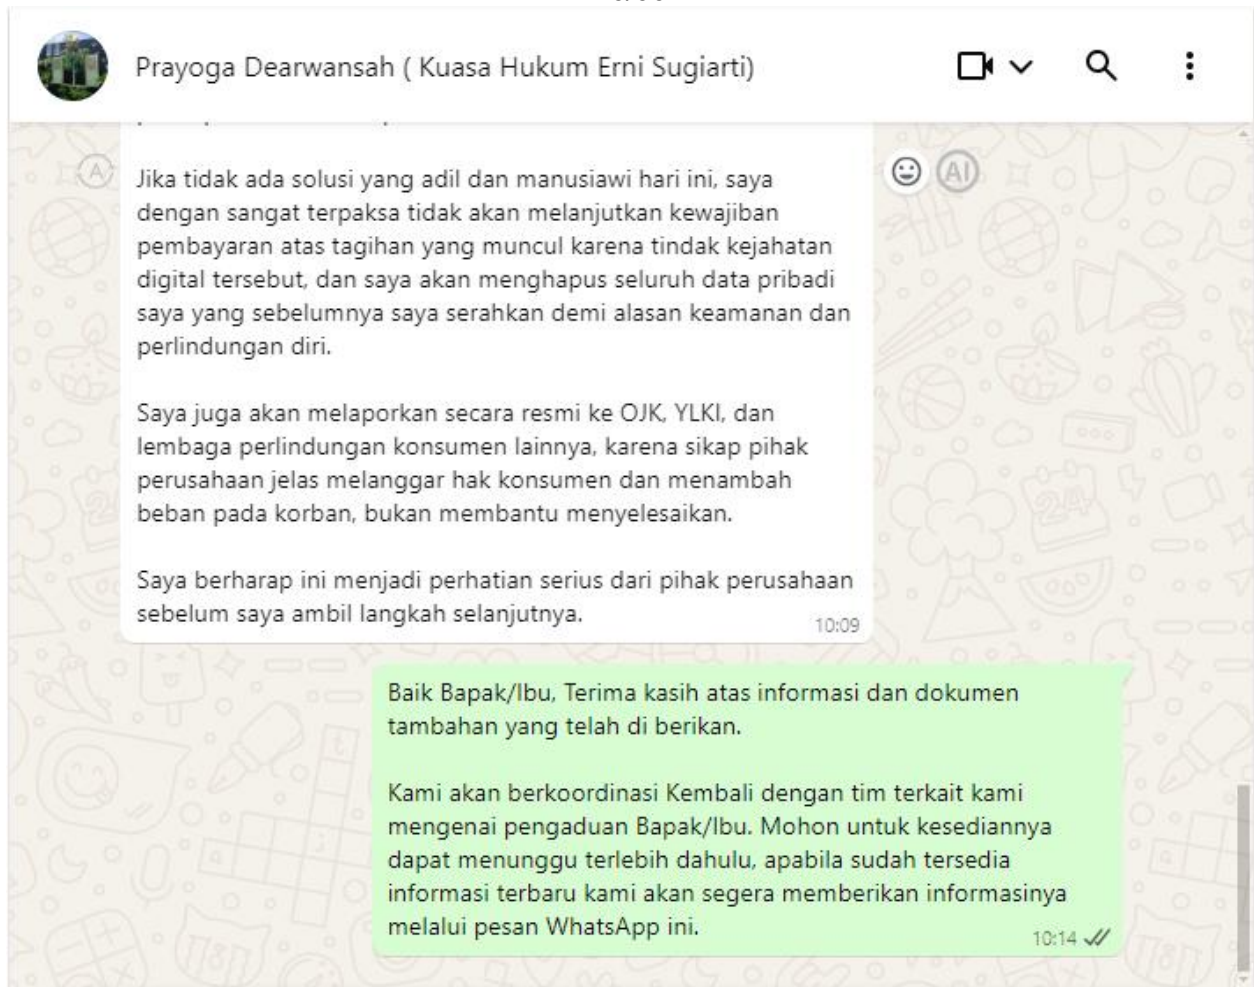 Prayoga Dearwansah ( Kuasa Hukum Erni Sugiarti)
Jika tidak ada solusi yang adil dan manusiawi hari ini, saya
dengan sangat terpaksa tidak akan melanjutkan kewajiban
pembayaran atas tagihan yang muncul karena tindak kejahatan
digital tersebut, dan saya akan menghapus seluruh data pribadi
saya yang sebelumnya saya serahkan demi alasan keamanan dan
perlindungan diri.
Saya juga akan melaporkan secara resmi ke OJK, YLKI, dan
lembaga perlindungan konsumen lainnya, karena sikap pihak
perusahaan jelas melanggar hak konsumen dan menambah
beban pada korban, bukan membantu menyelesaikan.
Saya berharap ini menjadi perhatian serius dari pihak perusahaan
sebelum saya ambil langkah selanjutnya.
10:09
Baik Bapak/Ibu, Terima kasih atas informasi dan dokumen
tambahan yang telah di berikan.
Kami akan berkoordinasi Kembali dengan tim terkait kami
mengenai pengaduan Bapak/Ibu. Mohon untuk kesediannya
dapat menunggu terlebih dahulu, apabila sudah tersedia
informasi terbaru kami akan segera memberikan informasinya
melalui pesan WhatsApp ini.
10:14